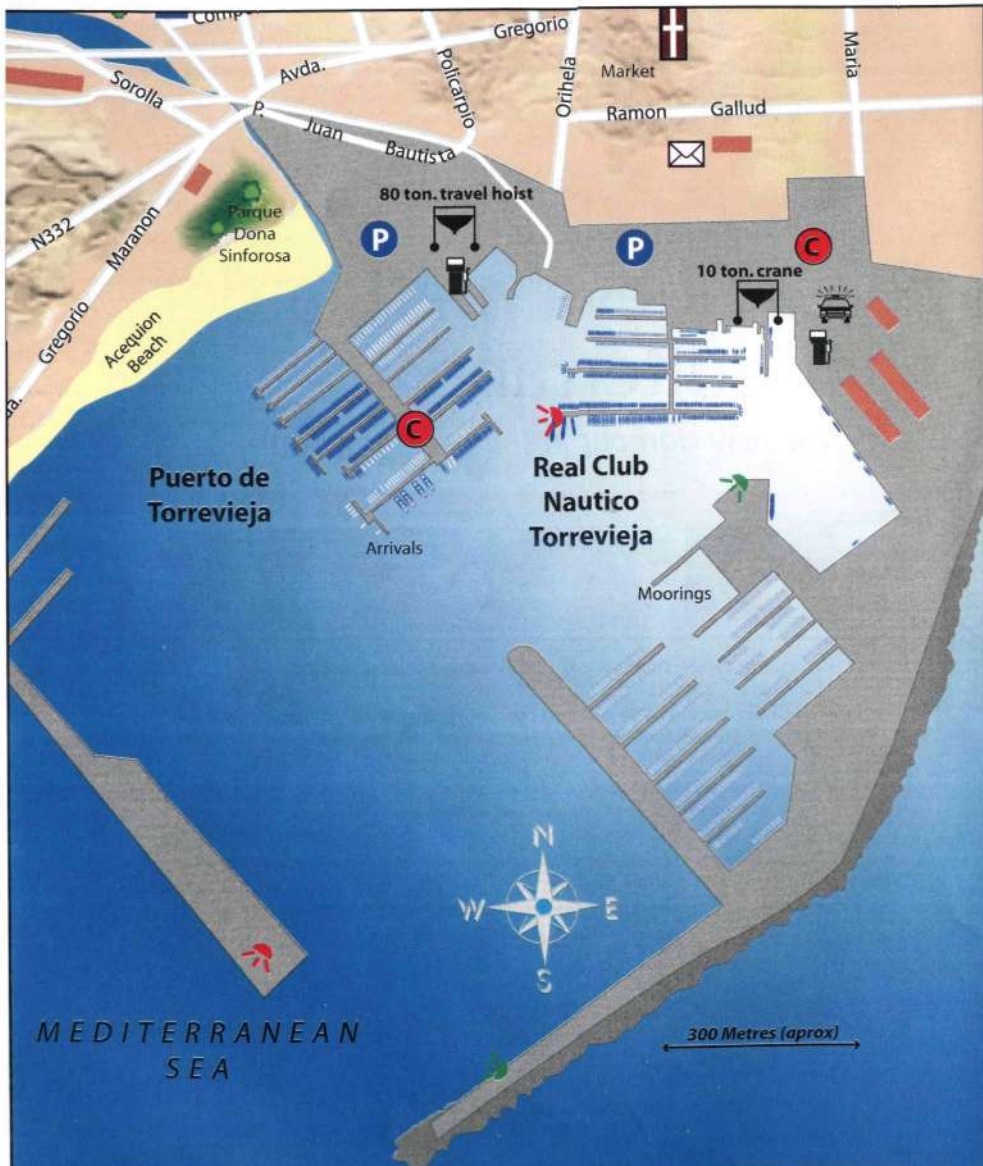 Gregorio
Avda.
Sorolla
P.
Juan
Bautista
Policarpio
Orihela
Market
Maria
Ramon Gallud
N332
Gregorio Maranon
Parque
Dona
Sinforosa
Acequion
Beach
80 ton. travel hoist
P
P
C
10 ton. crane
C
Puerto de
Torrevieja
Arrivals
Real Club
Nautico
Torrevieja
Moorings
N
W E
S
MEDITERRANEAN
SEA
300 Metres (aprox)